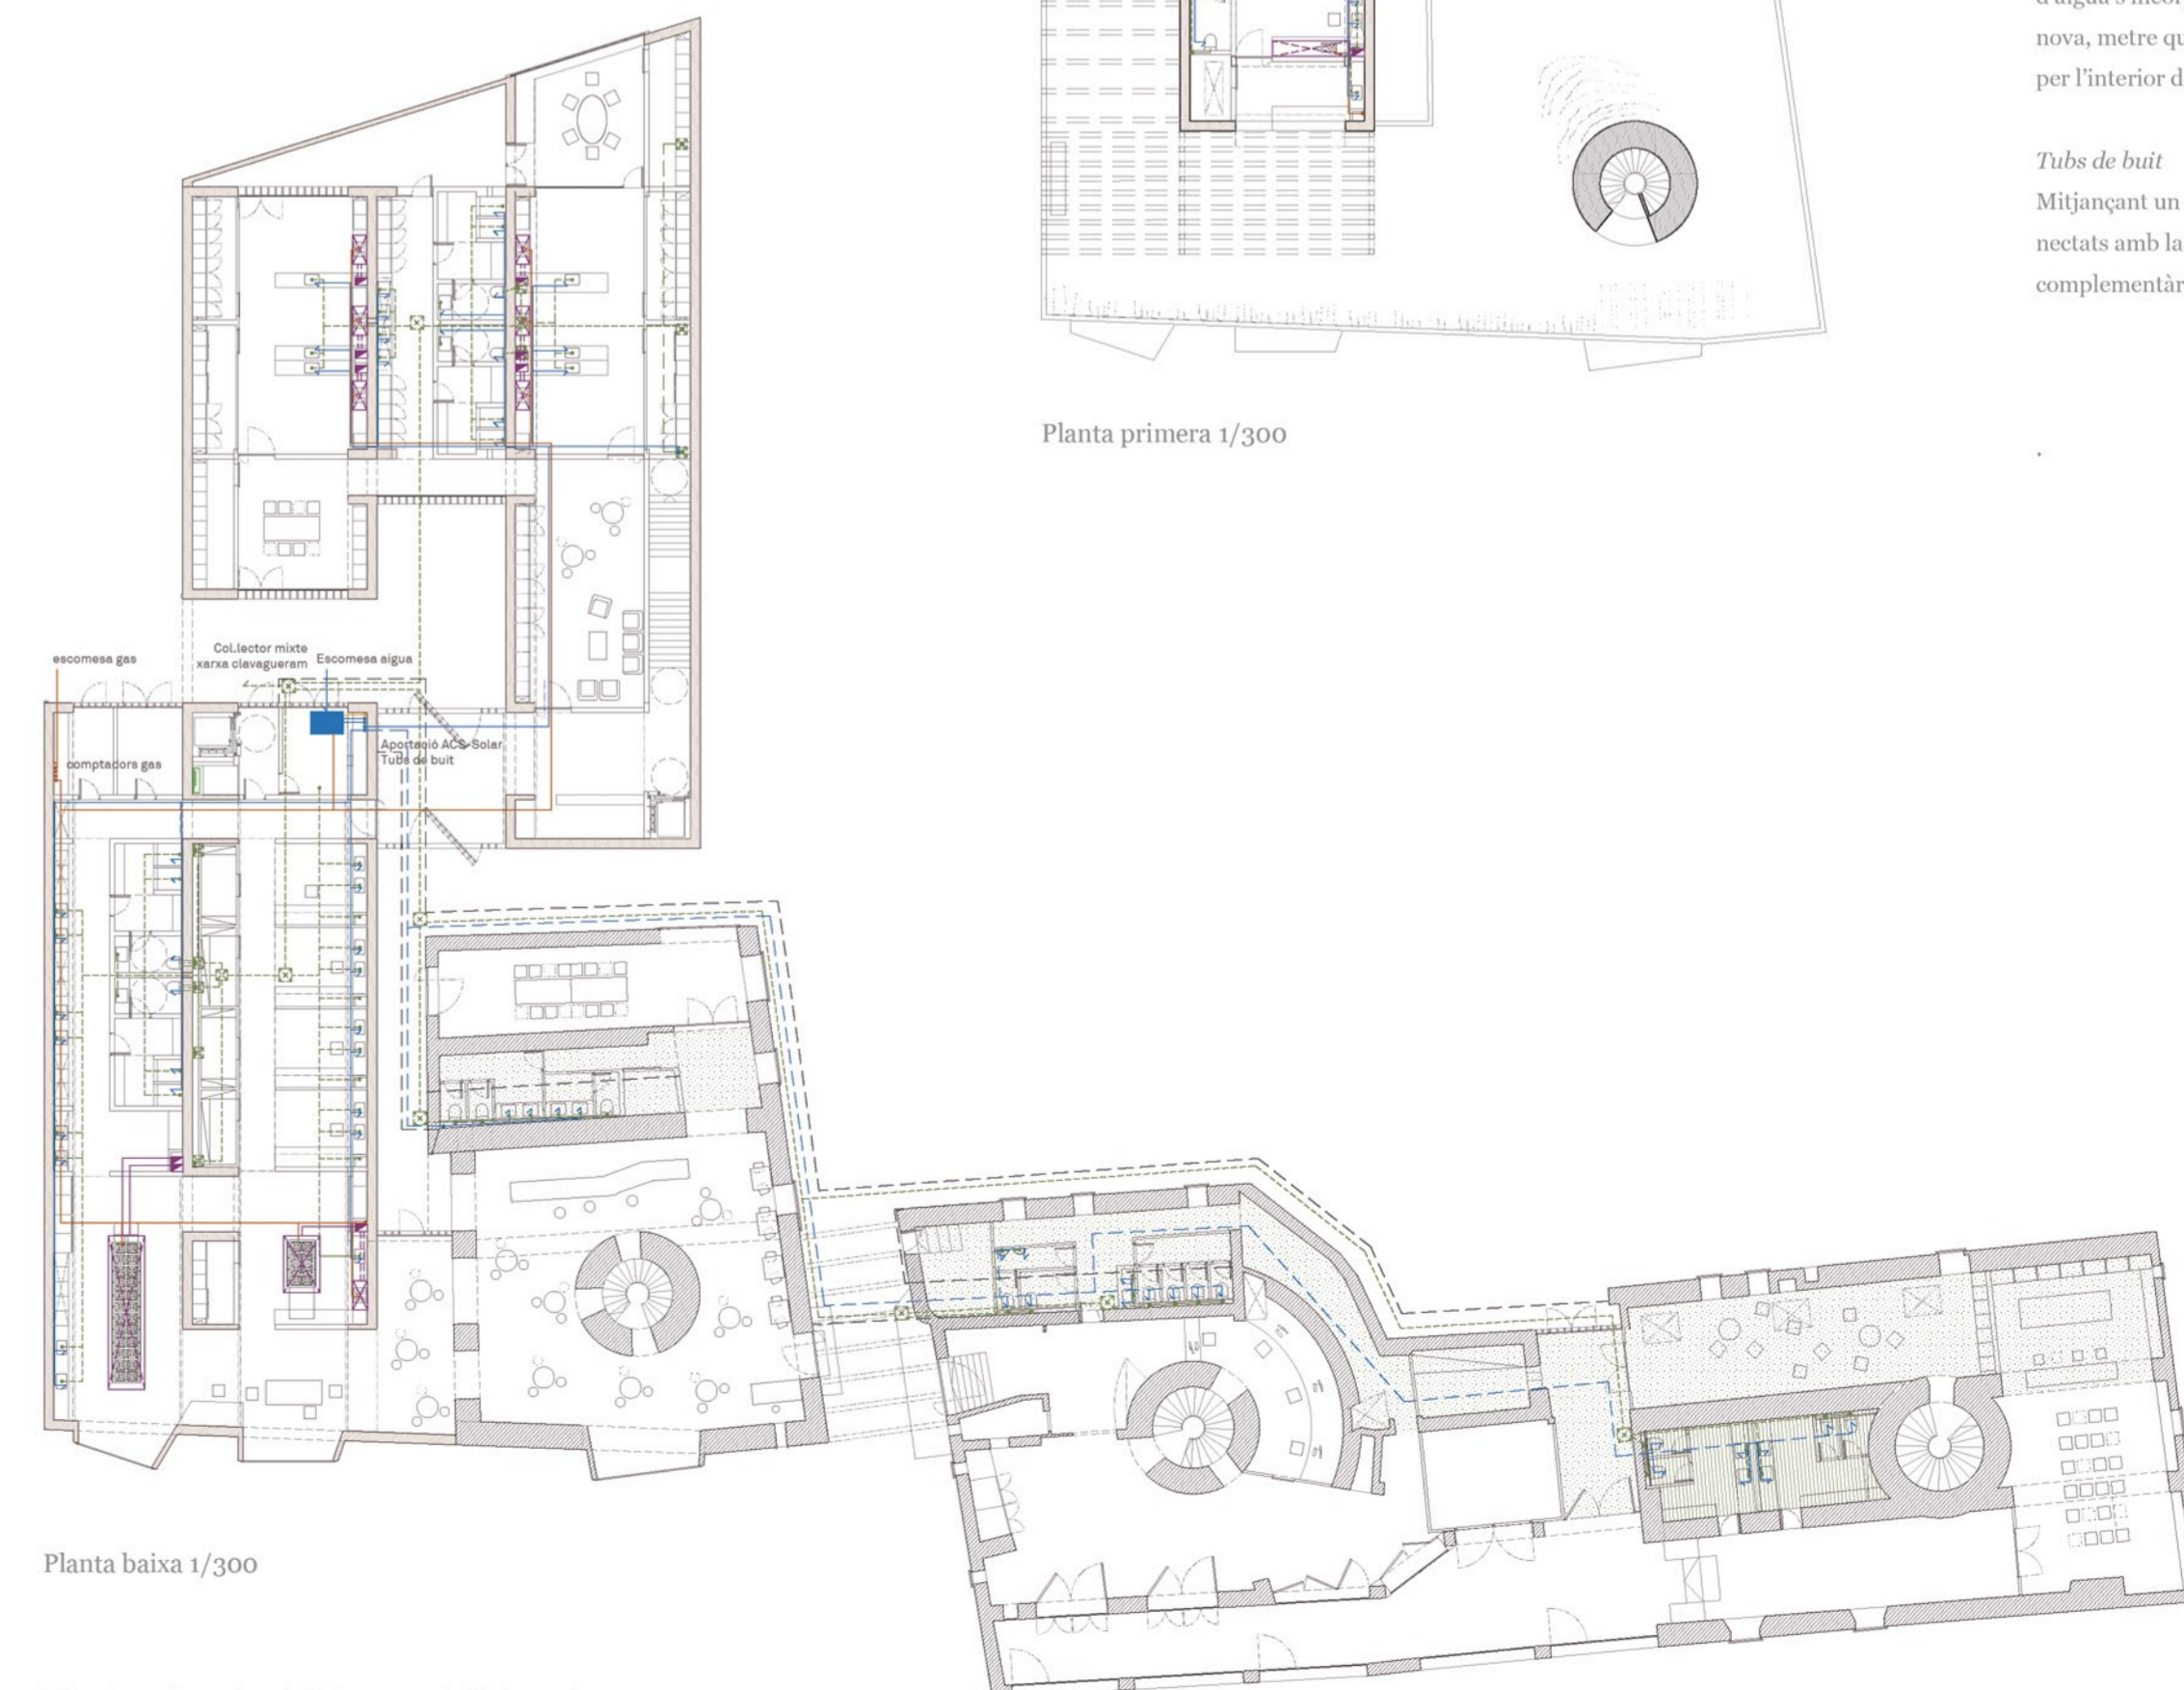 nova, metre qu
per l'interior d
Tubs de buit
Mitjançant un
nectats amb la
complementàr
Planta primera 1/300
escomesa gas
Col.lector mixte
xarxa clavagueram
Escomesa aigua
Aportació ACS-Solar
Tubs de buit
comptadors gas
Planta baixa 1/300